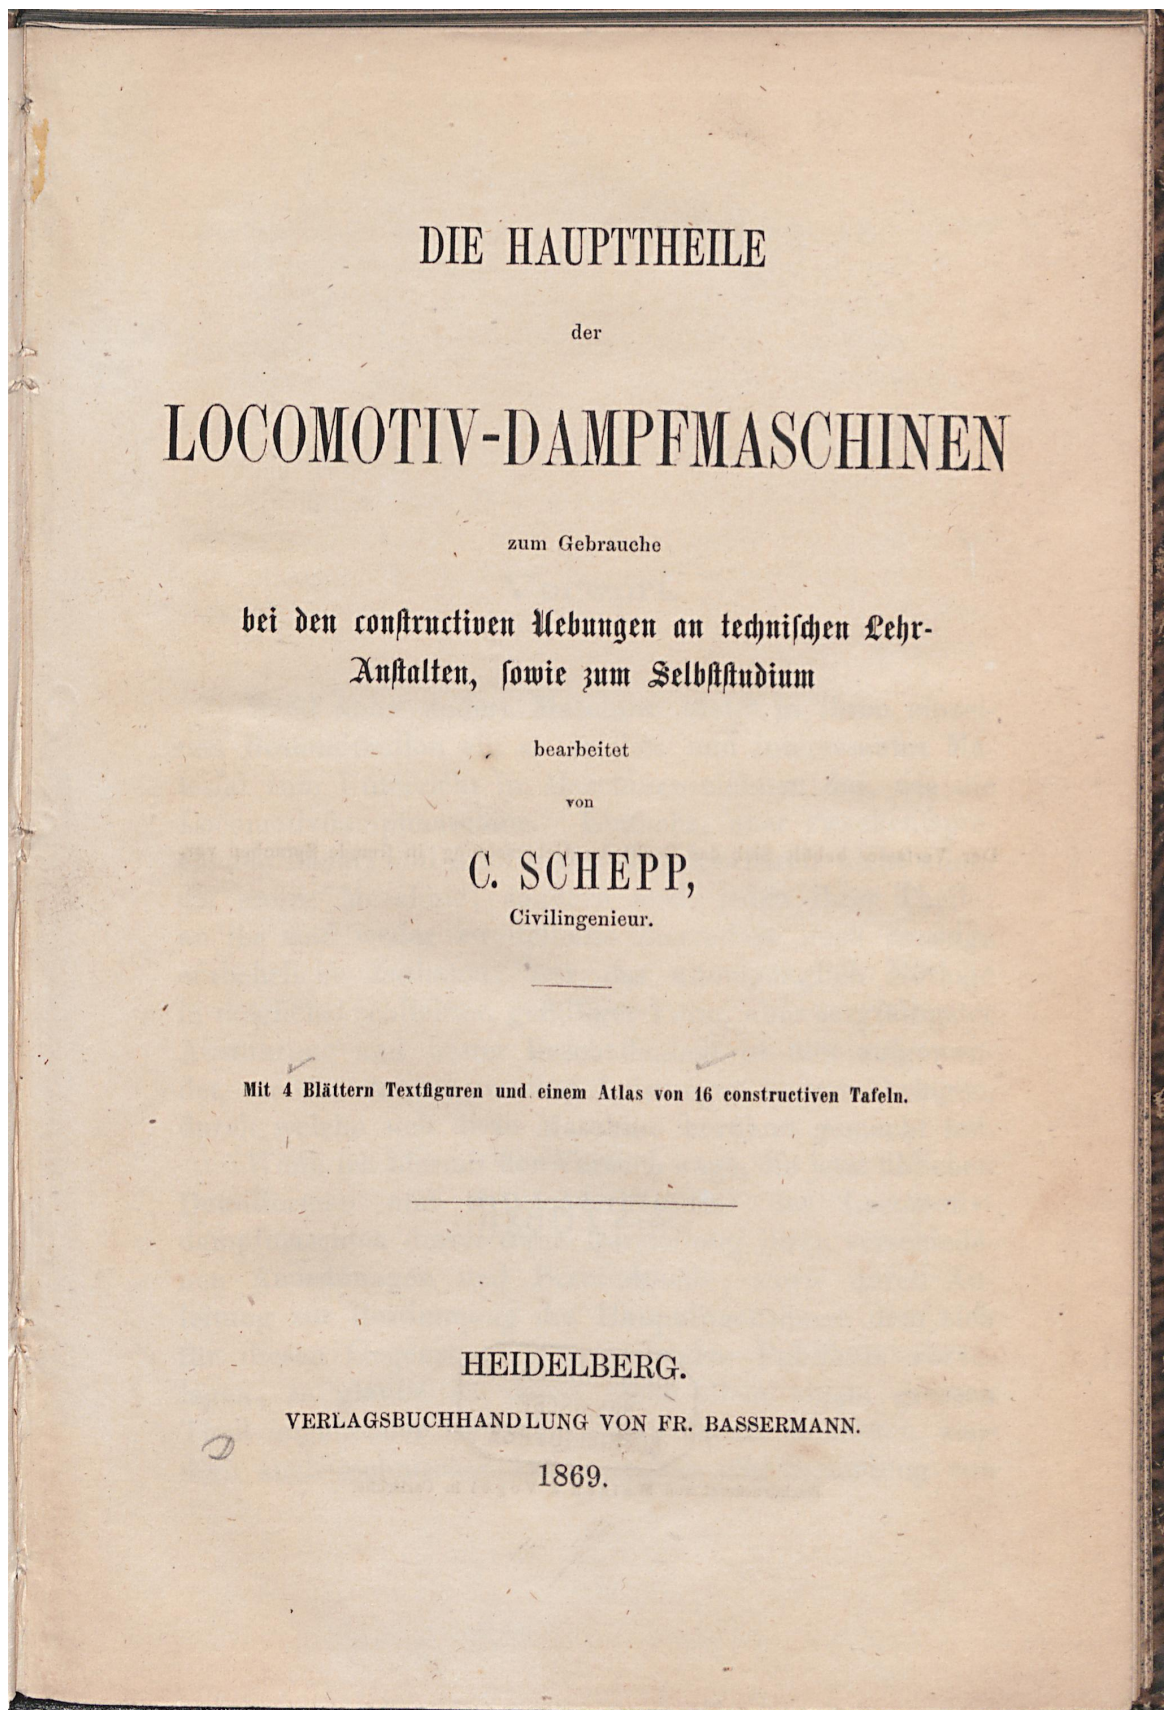 DIE HAUPTTHEILE
der
LOCOMOTIV-DAMPFMASCHINEN
zum Gebrauche
bei den constructiven Uebungen an technischen Lehr-
Anstalten, sowie zum Selbststudium
bearbeitet
von
C. SCHEPP,
Civilingenieur.
Mit 4 Blättern Textfiguren und einem Atlas von 16 constructiven Tafeln.
HEIDELBERG.
VERLAGSBUCHHANDLUNG VON FR. BASSERMANN.
1869.